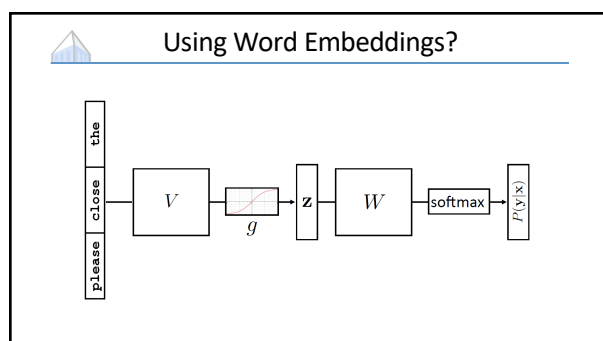 Using Word Embeddings?
please close the
V
g
z
W
softmax
P(y|x)